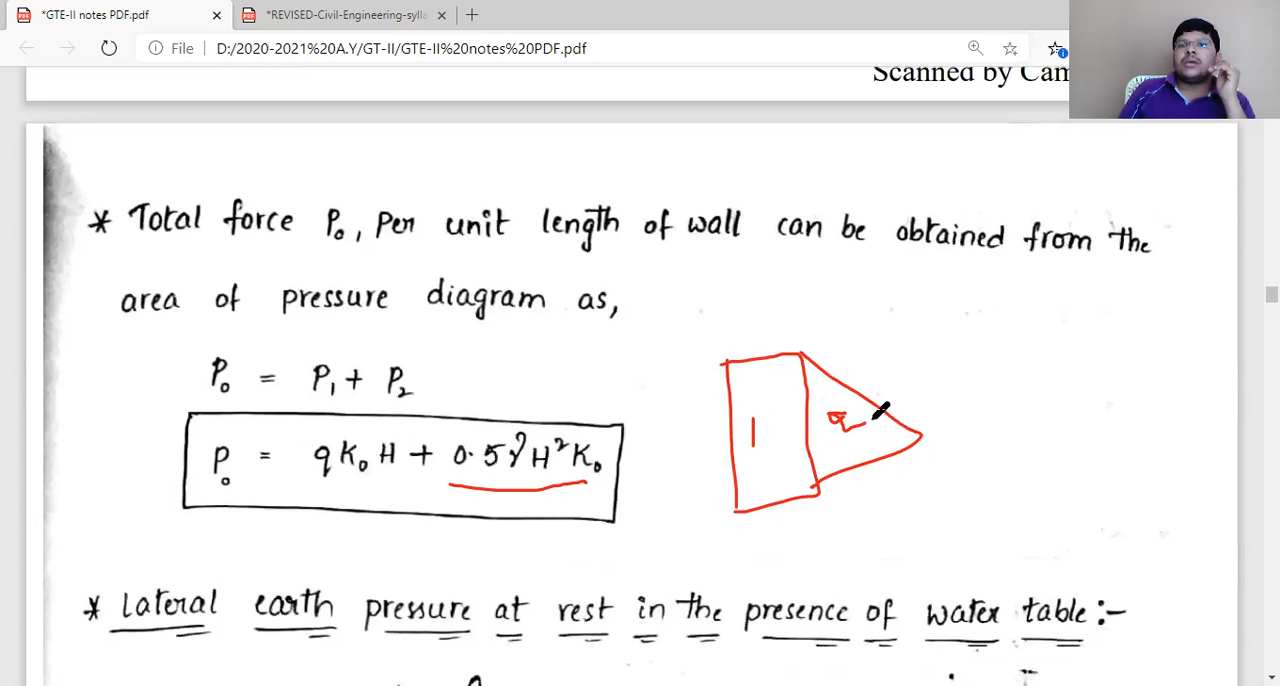 *GTE-II notes PDF.pdf
*REVISED-Civil-Engineering-sylla
File
D:/2020-2021%20A.Y/GT-II/GTE-II%20notes%20PDF.pdf
Scanned by Cam
* Total force P₀, per unit length of wall can be obtained from the
area of pressure diagram as,
P₀ = P₁ + P₂
P₀ = qK₀H + 0.5γH²K₀
1
2
* Lateral earth pressure at rest in the presence of water table:-